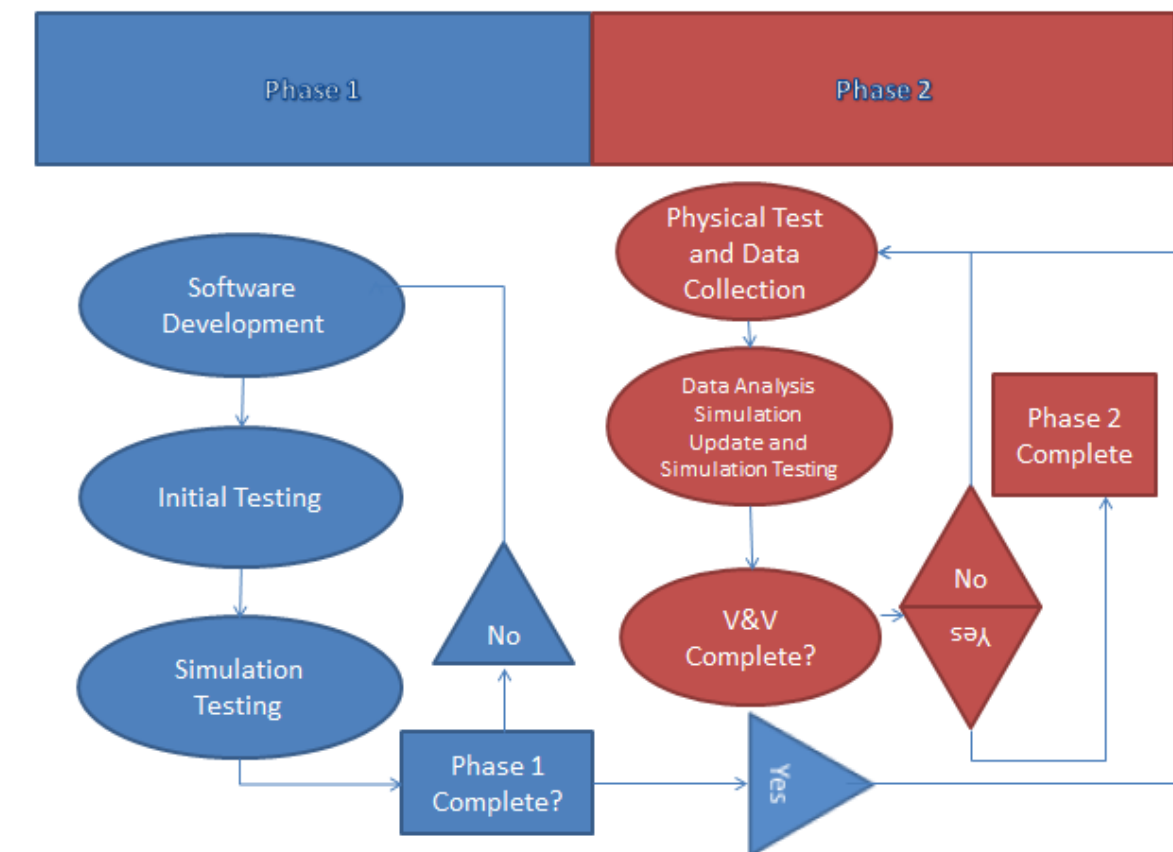 Phase 1
Phase 2
Software
Development
Initial Testing
Simulation
Testing
Phase 1
Complete?
No
Yes
Physical Test
and Data
Collection
Data Analysis
Simulation
Update and
Simulation Testing
V&V
Complete?
No
Yes
Phase 2
Complete